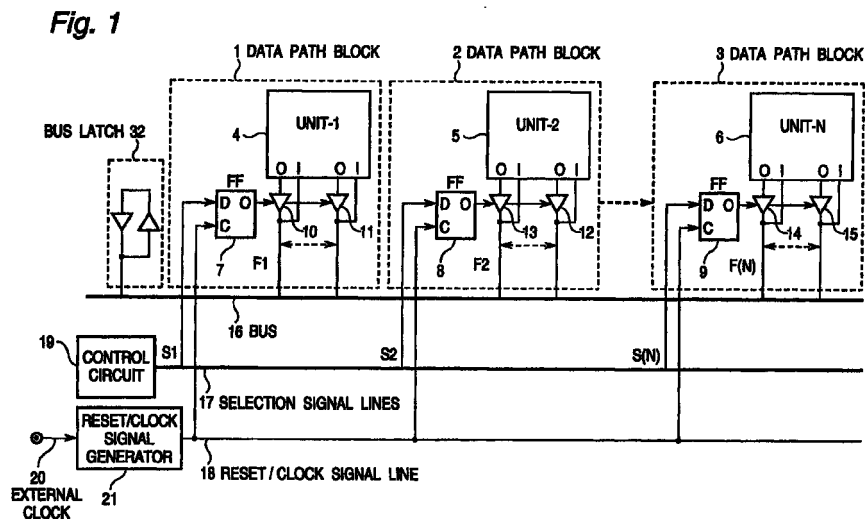 Fig. 1
1 DATA PATH BLOCK
2 DATA PATH BLOCK
3 DATA PATH BLOCK
BUS LATCH 32
4
UNIT-1
5
UNIT-2
6
UNIT-N
O I O I
O I O I
O I O I
FF
D O
C
FF
D O
C
FF
D O
C
7
10
11
8
13
12
9
14
15
F1
F2
F(N)
16 BUS
19
CONTROL
CIRCUIT
S1
S2
S(N)
17 SELECTION SIGNAL LINES
RESET/CLOCK
SIGNAL
GENERATOR
18 RESET / CLOCK SIGNAL LINE
20
EXTERNAL
CLOCK
21